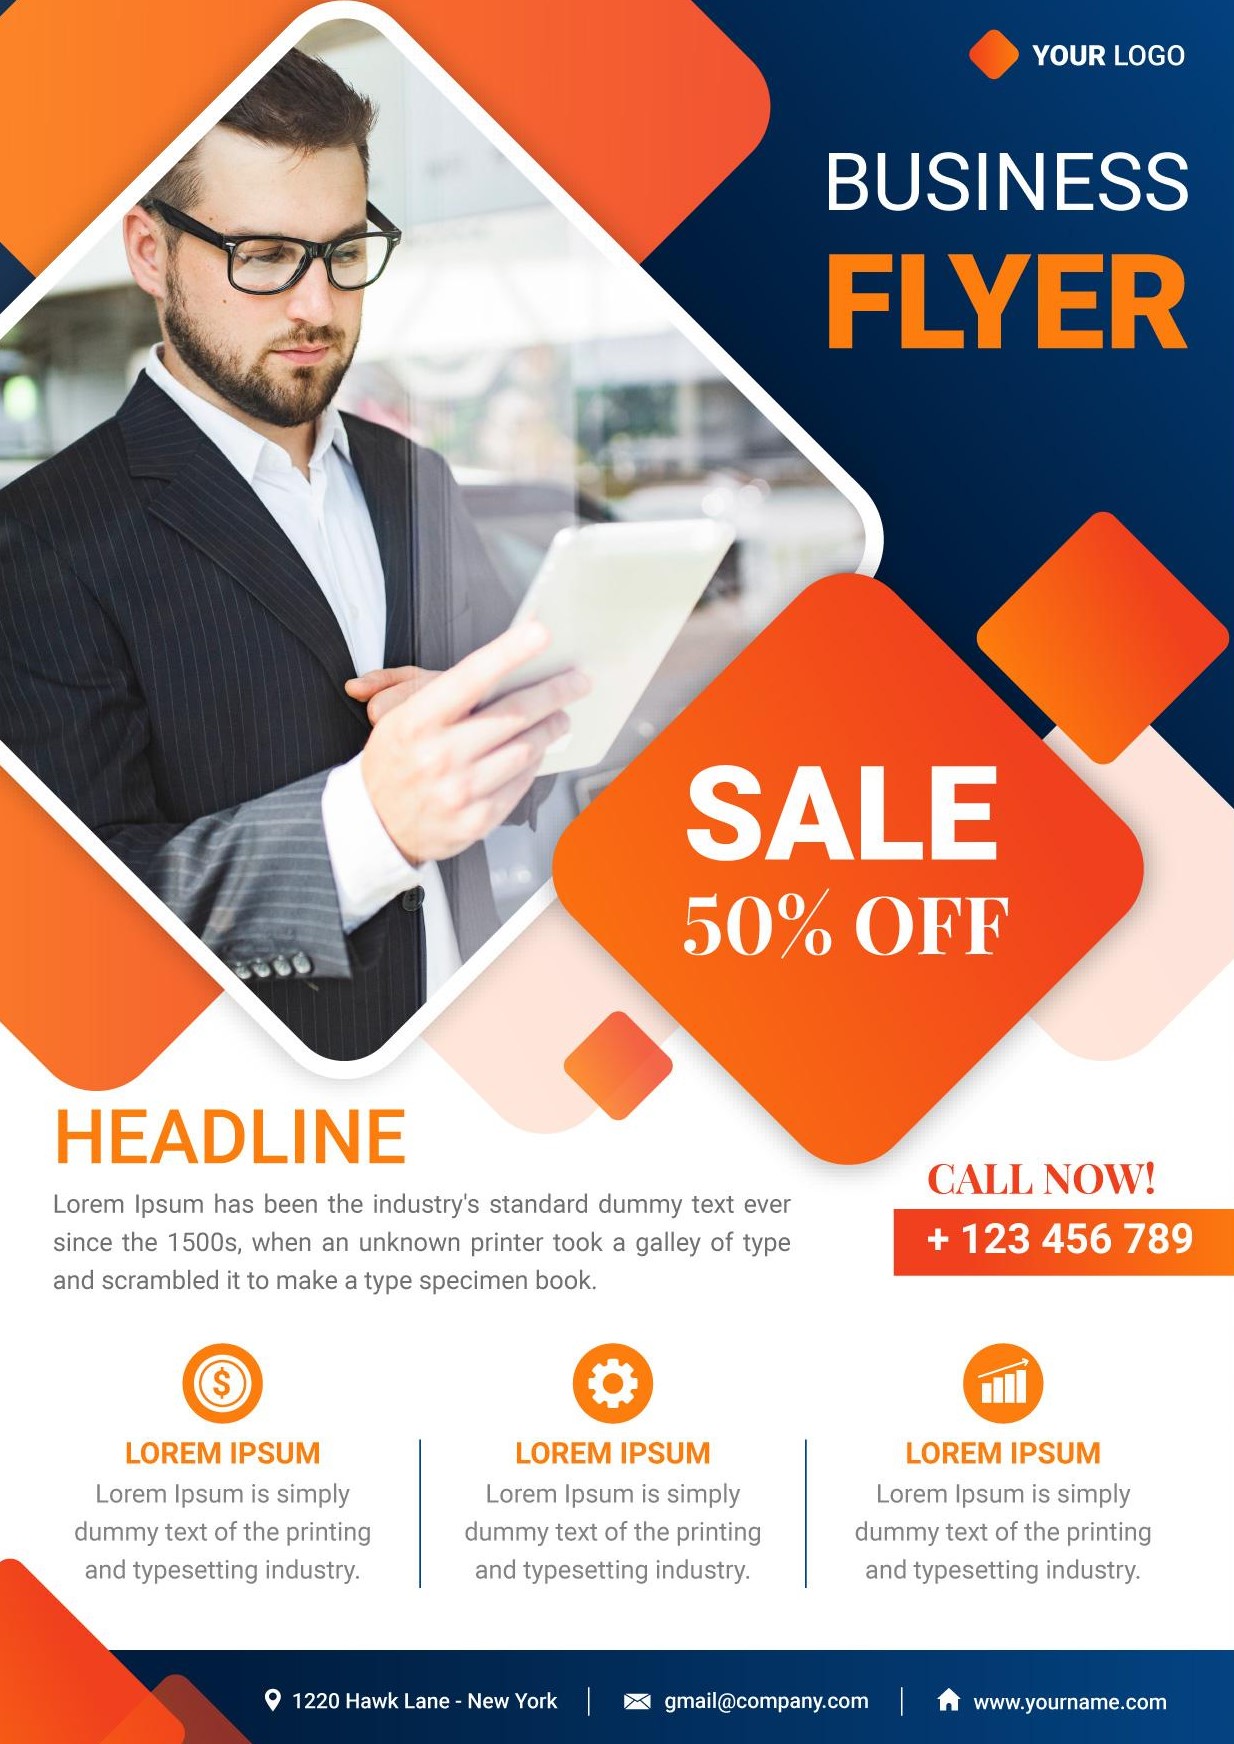 YOUR LOGO
BUSINESS
FLYER
SALE
50% OFF
HEADLINE
Lorem Ipsum has been the industry's standard dummy text ever
since the 1500s, when an unknown printer took a galley of type
and scrambled it to make a type specimen book.
CALL NOW!
+ 123 456 789
LOREM IPSUM
Lorem Ipsum is simply
dummy text of the printing
and typesetting industry.
LOREM IPSUM
Lorem Ipsum is simply
dummy text of the printing
and typesetting industry.
LOREM IPSUM
Lorem Ipsum is simply
dummy text of the printing
and typesetting industry.
1220 Hawk Lane - New York
gmail@company.com
www.yourname.com